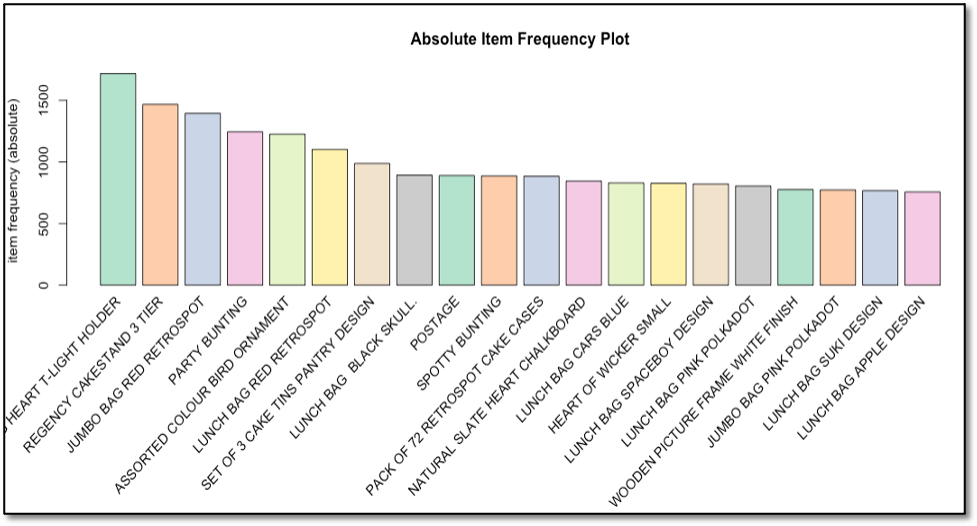 Absolute Item Frequency Plot
item frequency (absolute)
1500
1000
500
0
HEART T-LIGHT HOLDER
REGENCY CAKESTAND 3 TIER
JUMBO BAG RED RETROSPOT
PARTY BUNTING
ASSORTED COLOUR BIRD ORNAMENT
LUNCH BAG RED RETROSPOT
SET OF 3 CAKE TINS PANTRY DESIGN
LUNCH BAG  BLACK SKULL.
POSTAGE
SPOTTY BUNTING
PACK OF 72 RETROSPOT CAKE CASES
NATURAL SLATE HEART CHALKBOARD
LUNCH BAG CARS BLUE
HEART OF WICKER SMALL
LUNCH BAG SPACEBOY DESIGN
LUNCH BAG PINK POLKADOT
WOODEN PICTURE FRAME WHITE FINISH
JUMBO BAG PINK POLKADOT
LUNCH BAG SUKI DESIGN
LUNCH BAG APPLE DESIGN